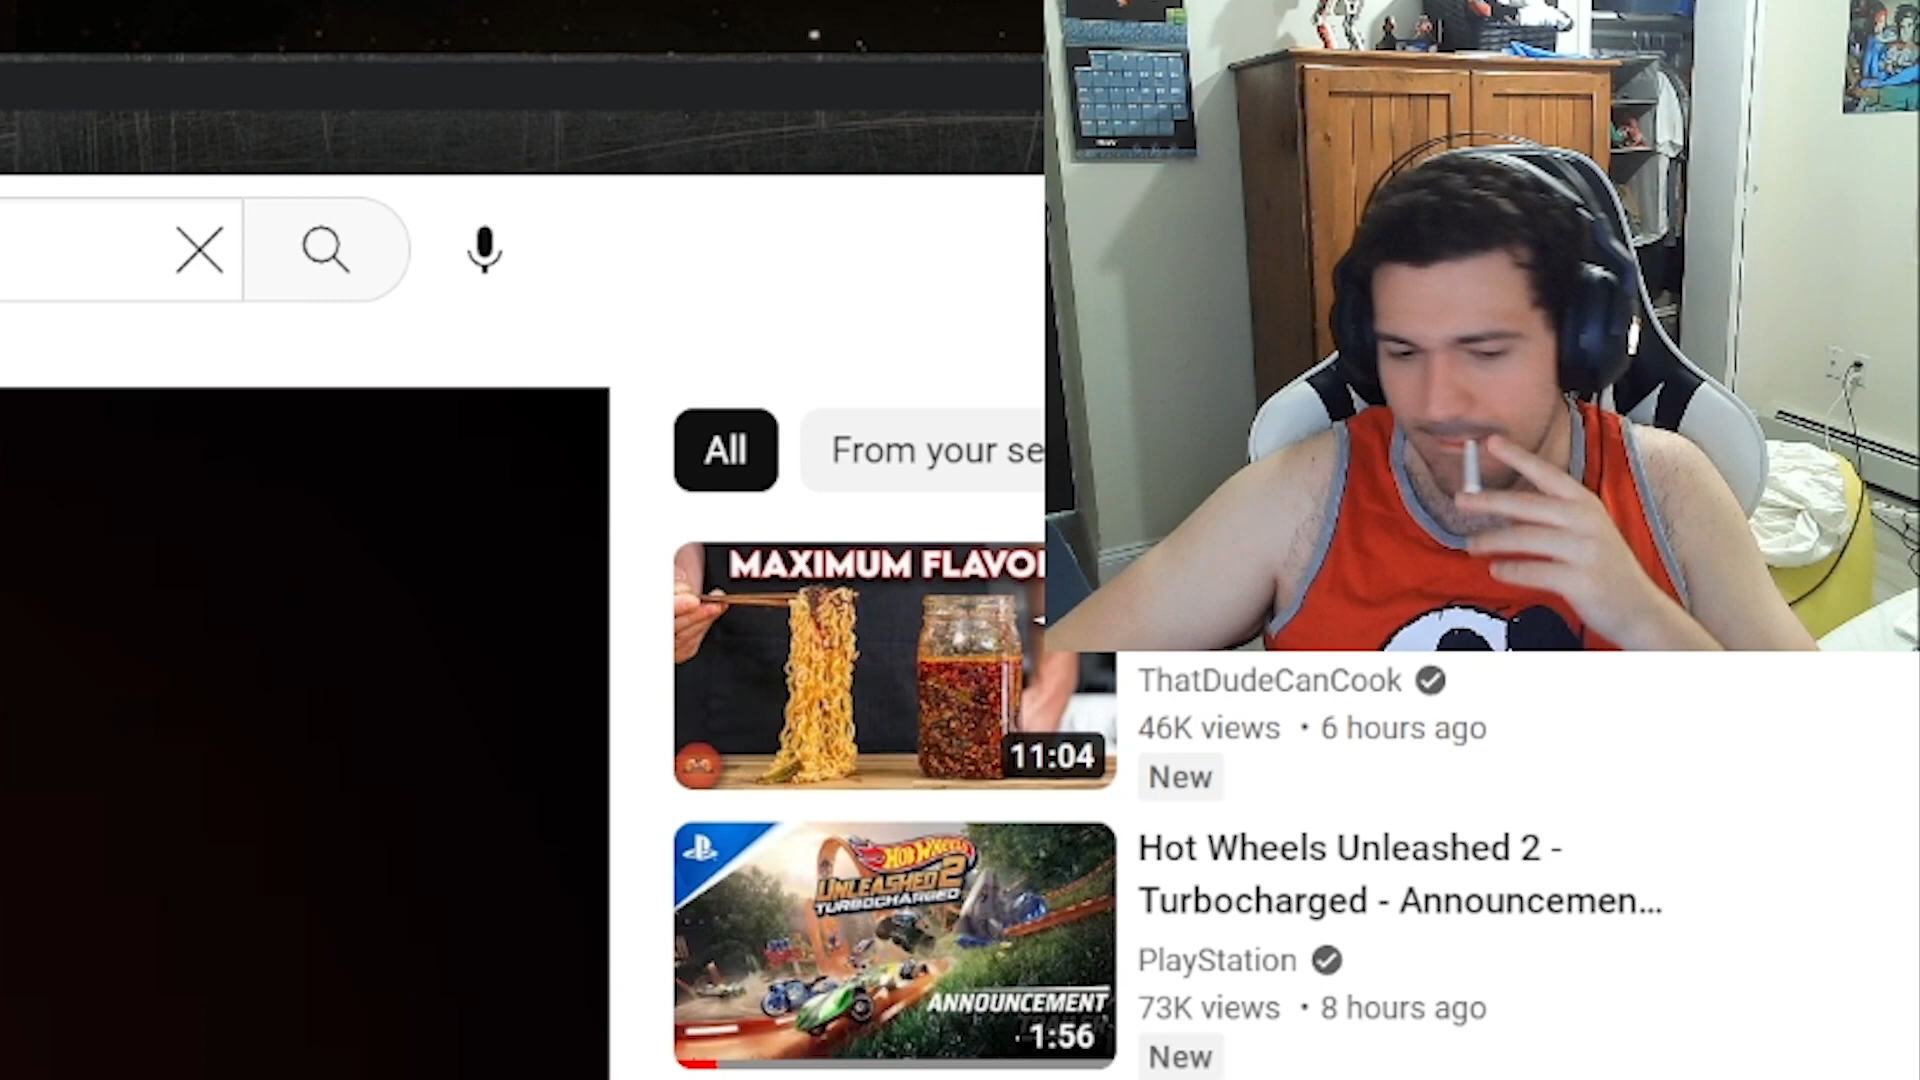 All
From your se
MAXIMUM FLAVO
11:04
ThatDudeCanCook
46K views • 6 hours ago
New
HOT WHEELS
UNLEASHED 2
TURBOCHARGED
ANNOUNCEMENT
1:56
Hot Wheels Unleashed 2 -
Turbocharged - Announcemen...
PlayStation
73K views • 8 hours ago
New